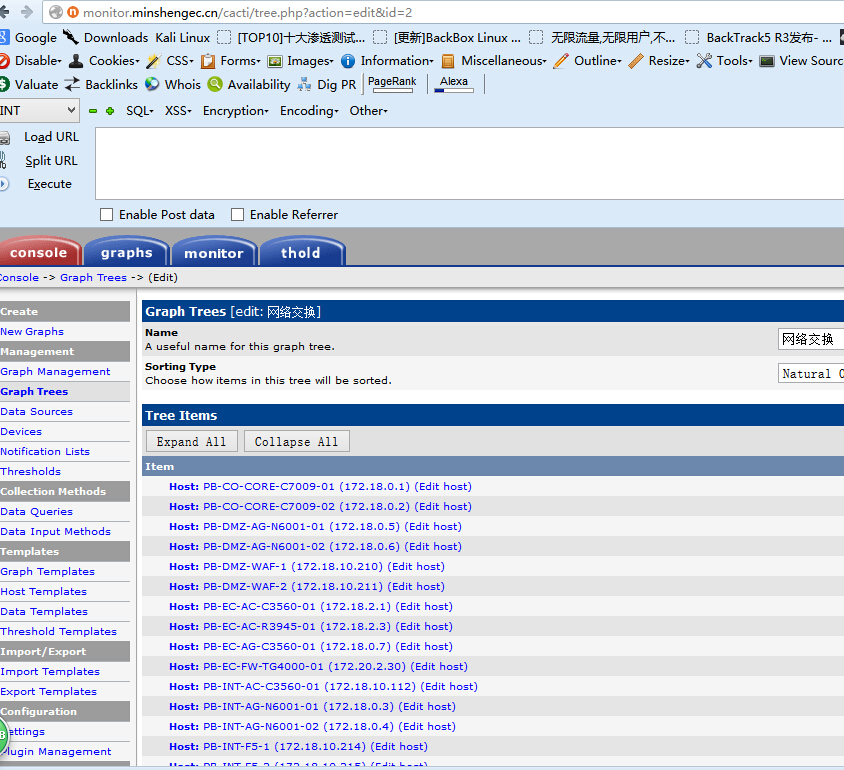 monitor.minshengec.cn/cacti/tree.php?action=edit&id=2
Google Downloads Kali Linux [TOP10]十大渗透测试... [更新]BackBox Linux ... 无限流量,无限用户,不... BackTrack5 R3发布- ...
Disable Cookies CSS Forms Images Information Miscellaneous Outline Resize Tools View Sourc
Valuate Backlinks Whois Availability Dig PR PageRank Alexa
INT SQL XSS Encryption Encoding Other
Load URL
Split URL
Execute
Enable Post data Enable Referrer
console graphs monitor thold
Console -> Graph Trees -> (Edit)
Create
New Graphs
Management
Graph Management
Graph Trees
Data Sources
Devices
Notification Lists
Thresholds
Collection Methods
Data Queries
Data Input Methods
Templates
Graph Templates
Host Templates
Data Templates
Threshold Templates
Import/Export
Import Templates
Export Templates
Configuration
ettings
Plugin Management
Graph Trees [edit: 网络交换]
Name
A useful name for this graph tree.
网络交换
Sorting Type
Choose how items in this tree will be sorted.
Natural O
Tree Items
Expand All Collapse All
Item
Host: PB-CO-CORE-C7009-01 (172.18.0.1) (Edit host)
Host: PB-CO-CORE-C7009-02 (172.18.0.2) (Edit host)
Host: PB-DMZ-AG-N6001-01 (172.18.0.5) (Edit host)
Host: PB-DMZ-AG-N6001-02 (172.18.0.6) (Edit host)
Host: PB-DMZ-WAF-1 (172.18.10.210) (Edit host)
Host: PB-DMZ-WAF-2 (172.18.10.211) (Edit host)
Host: PB-EC-AC-C3560-01 (172.18.2.1) (Edit host)
Host: PB-EC-AC-R3945-01 (172.18.2.3) (Edit host)
Host: PB-EC-AG-C3560-01 (172.18.0.7) (Edit host)
Host: PB-EC-FW-TG4000-01 (172.20.2.30) (Edit host)
Host: PB-INT-AC-C3560-01 (172.18.10.112) (Edit host)
Host: PB-INT-AG-N6001-01 (172.18.0.3) (Edit host)
Host: PB-INT-AG-N6001-02 (172.18.0.4) (Edit host)
Host: PB-INT-F5-1 (172.18.10.214) (Edit host)
Host: PB-INT-F5-2 (172.18.10.215) (Edit host)